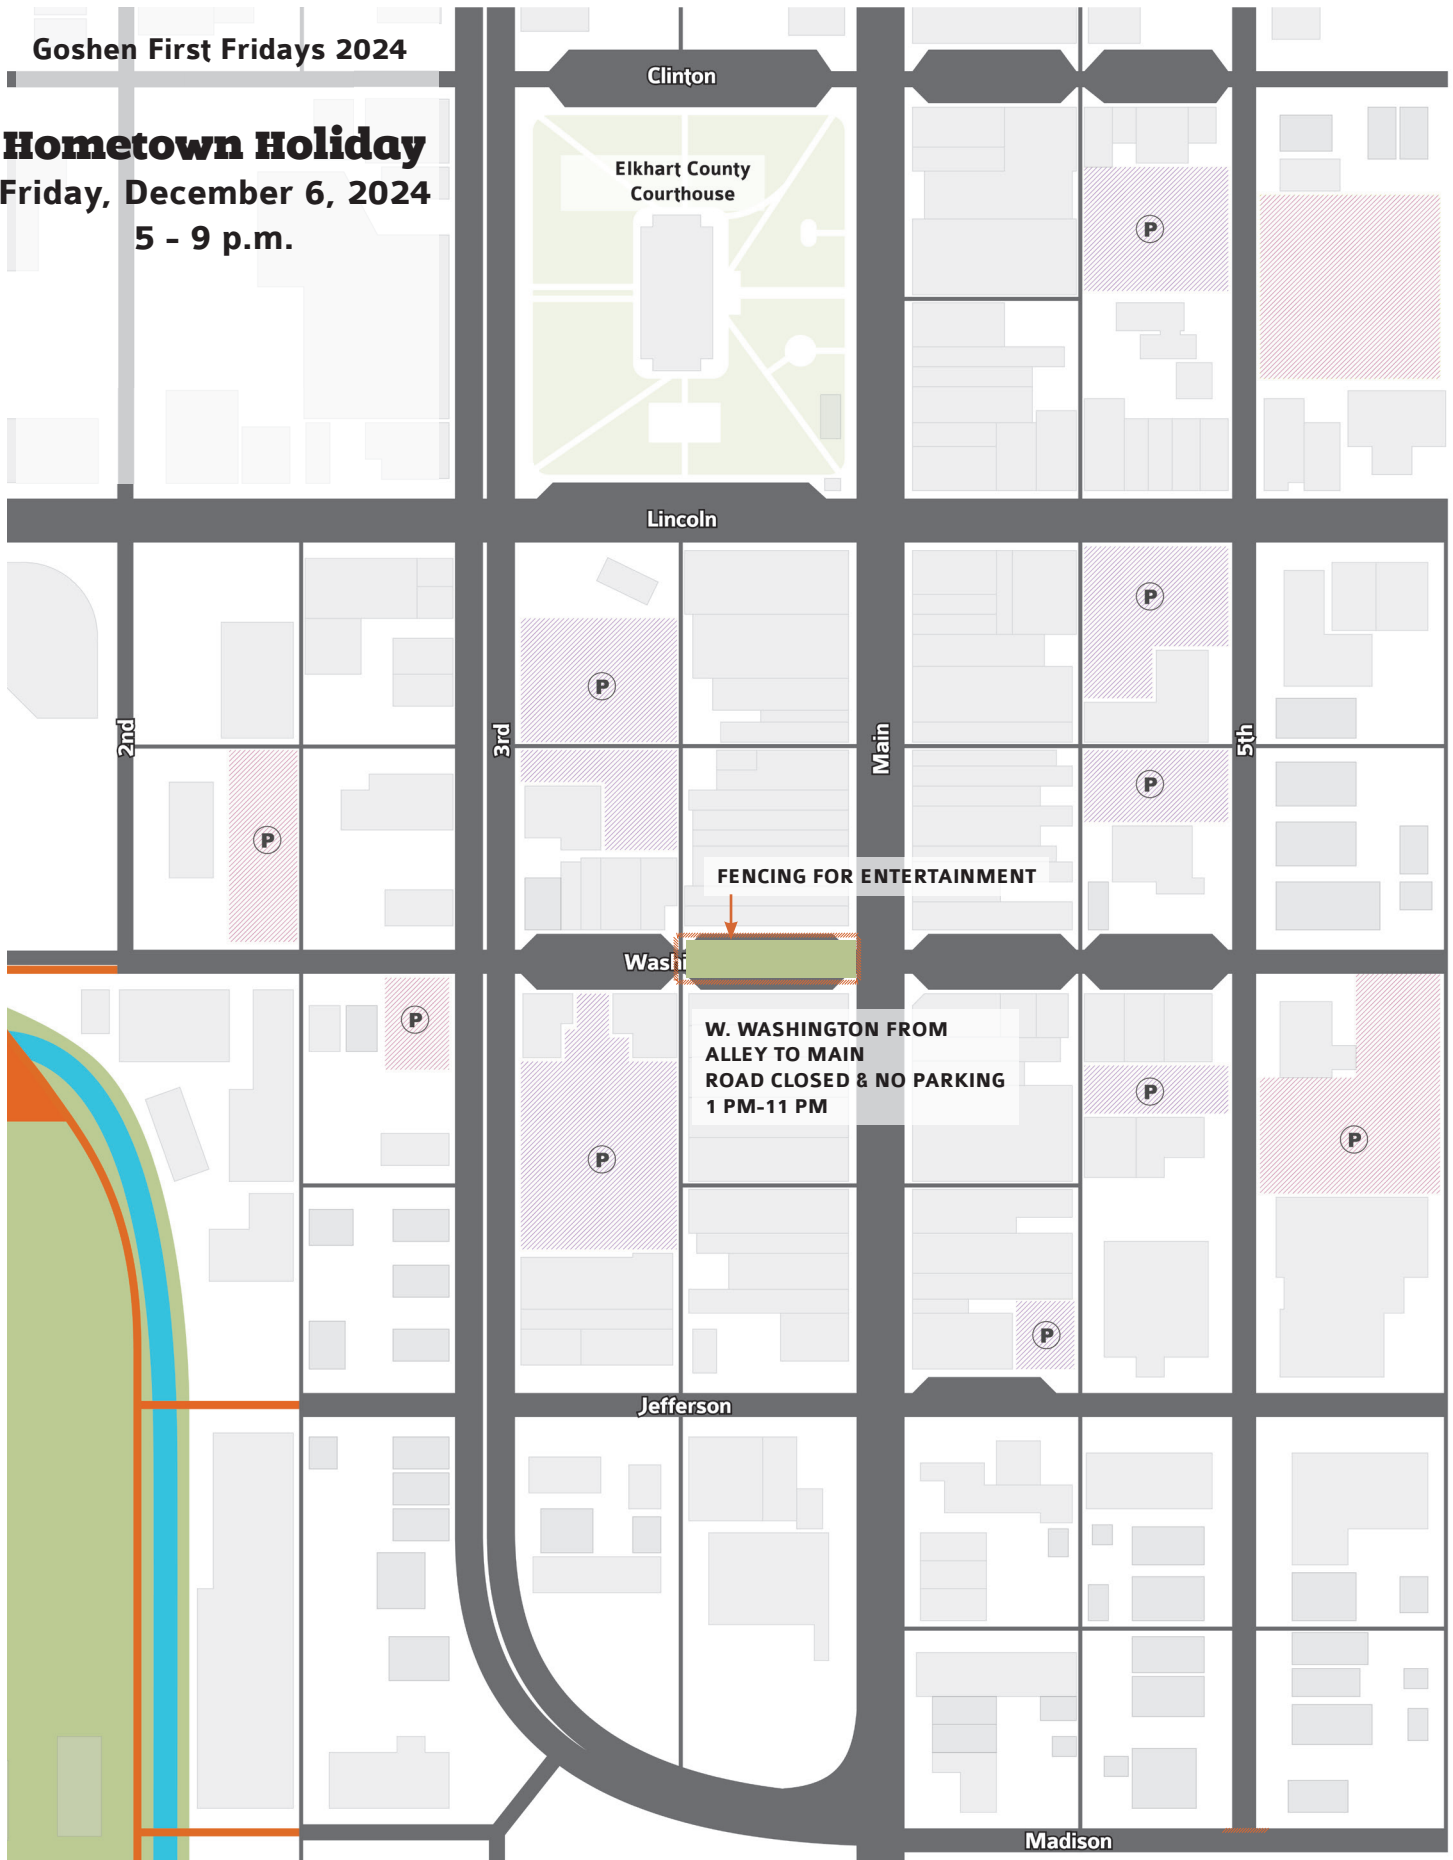 Goshen First Fridays 2024
Hometown Holiday
Friday, December 6, 2024
5 – 9 p.m.
Clinton
Elkhart County
Courthouse
P
Lincoln
P
P
2nd
3rd
Main
5th
P
P
FENCING FOR ENTERTAINMENT
Washi
P
W. WASHINGTON FROM
ALLEY TO MAIN
ROAD CLOSED & NO PARKING
1 PM-11 PM
P
P
P
P
Jefferson
Madison